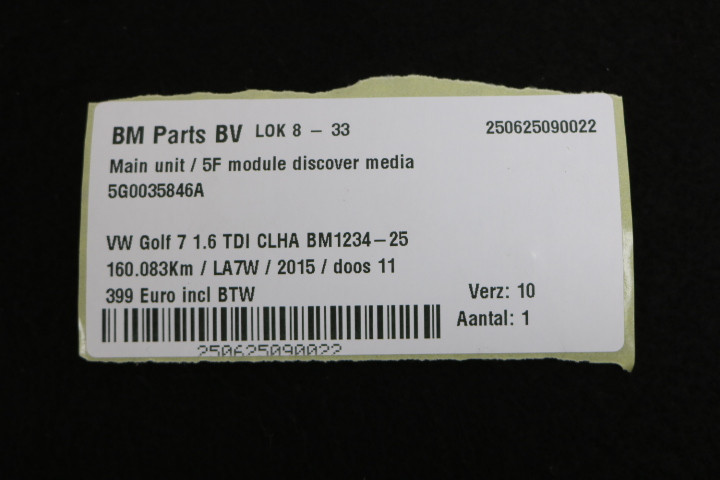 BM Parts BV LOK 8 – 33 250625090022
Main unit / 5F module discover media
5G0035846A
VW Golf 7 1.6 TDI CLHA BM1234–25
160.083Km / LA7W / 2015 / doos 11
399 Euro incl BTW Verz: 10
Aantal: 1
250625090022